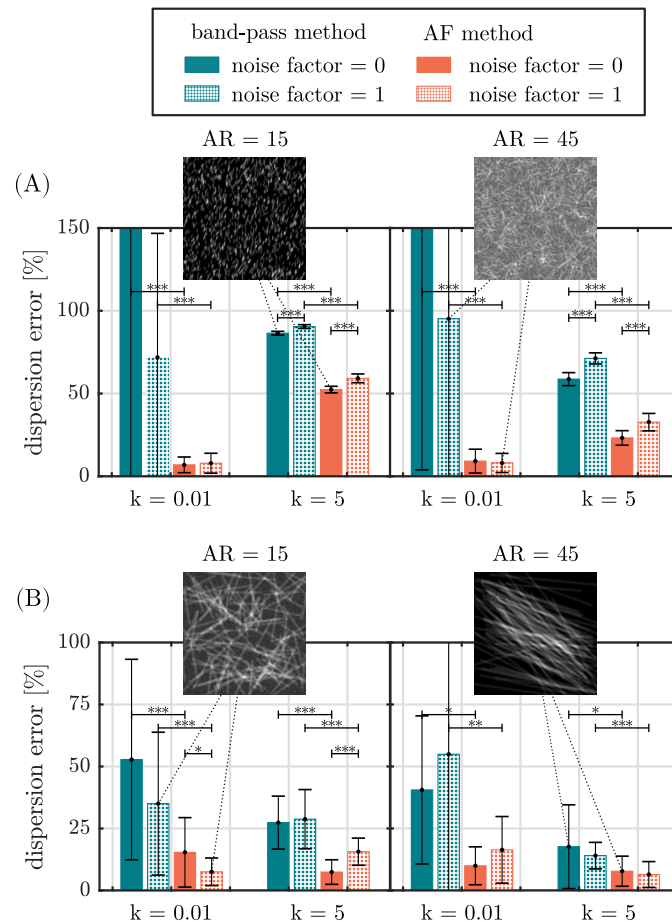 band-pass method AF method
noise factor = 0 noise factor = 0
noise factor = 1 noise factor = 1
AR = 15 AR = 45
(A)
dispersion error [%]
150
100
50
0
*** *** *** *** *** ***
*** *** *** *** *** ***
k = 0.01 k = 5 k = 0.01 k = 5
AR = 15 AR = 45
(B)
dispersion error [%]
100
75
50
25
0
*** *** * *
*** *** ** ***
* ***
k = 0.01 k = 5 k = 0.01 k = 5